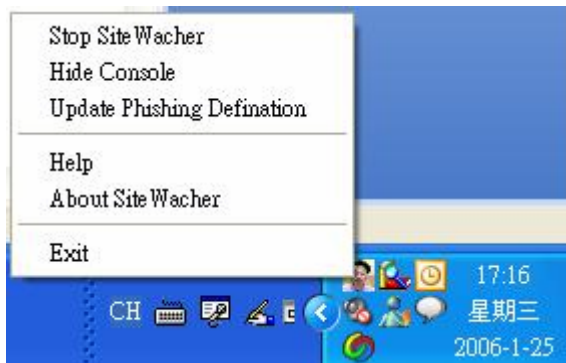 Stop SiteWacher
Hide Console
Update Phishing Defination
Help
About SiteWacher
Exit
CH
17:16
星期三
2006-1-25